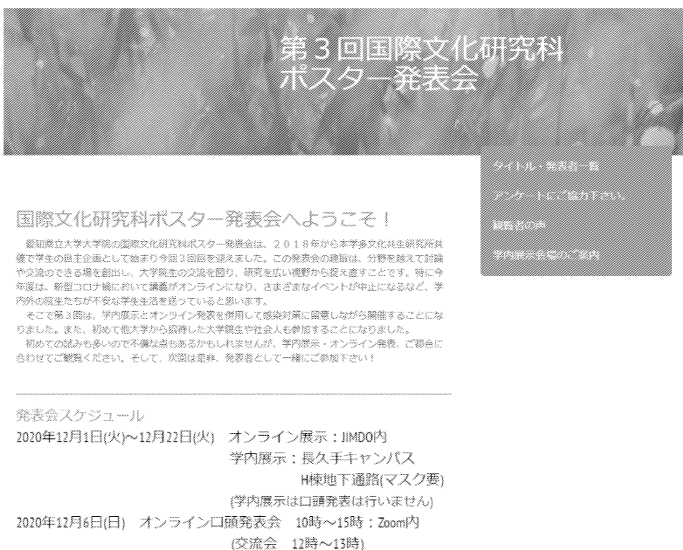 第３回国際文化研究科
ポスター発表会
タイトル・発表者一覧
アンケートにご協力下さい。
観覧者の声
学内展示会場のご案内
国際文化研究科ポスター発表会へようこそ！
愛知県立大学大学院の国際文化研究科ポスター発表会は、２０１８年から本学多文化共生研究所共
催で学生の自主企画として始まり今回３回目を迎えました。この発表会の趣旨は、分野を越えて討論
や交流のできる場を創出し、大学院生の交流を図り、研究を広い視野から捉え直すことです。特に今
年度は、新型コロナ禍において講義がオンラインになり、さまざまなイベントが中止になるなど、学
内外の院生たちが不安な学生生活を送っていると思います。
そこで第３回は、学内展示とオンライン発表を併用して感染対策に留意しながら開催することにな
りました。また、初めて他大学から招待した大学院生や社会人も参加することになりました。
初めての試みも多いので不備な点もあるかもしれませんが、学内展示・オンライン発表、ご都合に
合わせてご観覧ください。そして、次回は是非、発表者として一緒にご参加下さい！
発表会スケジュール
2020年12月1日(火)～12月22日(火)　オンライン展示：JIMDO内
学内展示：長久手キャンパス
H棟地下通路(マスク要)
(学内展示は口頭発表は行いません)
2020年12月6日(日)　オンライン口頭発表会　10時～15時：Zoom内
(交流会　12時～13時)